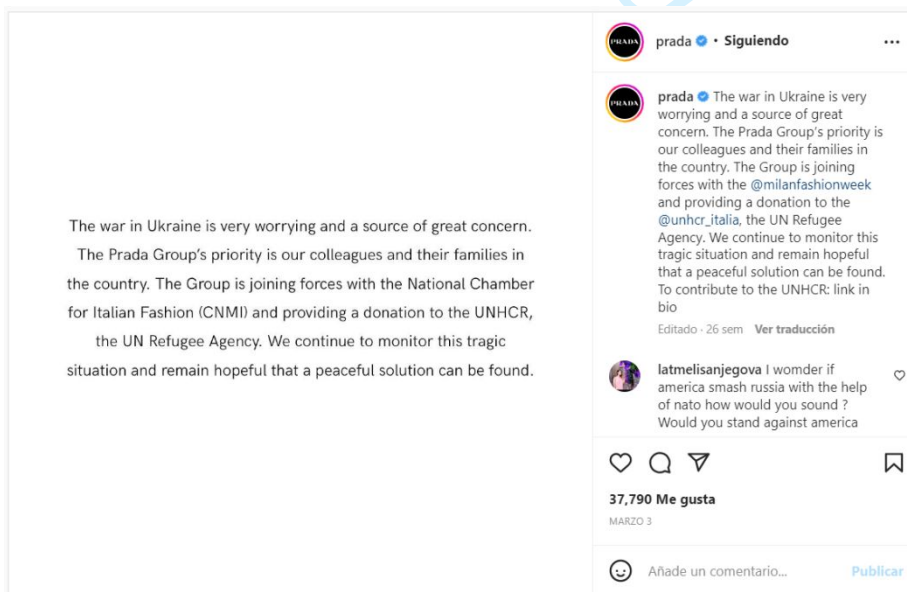 The war in Ukraine is very worrying and a source of great concern.
The Prada Group's priority is our colleagues and their families in
the country. The Group is joining forces with the National Chamber
for Italian Fashion (CNMI) and providing a donation to the UNHCR,
the UN Refugee Agency. We continue to monitor this tragic
situation and remain hopeful that a peaceful solution can be found.
PRADA
prada • Siguiendo
PRADA
prada The war in Ukraine is very
worrying and a source of great
concern. The Prada Group's priority is
our colleagues and their families in
the country. The Group is joining
forces with the @milanfashionweek
and providing a donation to the
@unhcr_italia, the UN Refugee
Agency. We continue to monitor this
tragic situation and remain hopeful
that a peaceful solution can be found.
To contribute to the UNHCR: link in
bio
Editado · 26 sem Ver traducción
latmelisanjegova I womder if
america smash russia with the help
of nato how would you sound ?
Would you stand against america
37,790 Me gusta
MARZO 3
Añade un comentario...
Publicar